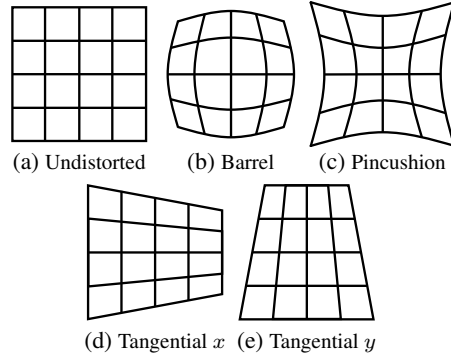 (a) Undistorted (b) Barrel (c) Pincushion
(d) Tangential x (e) Tangential y